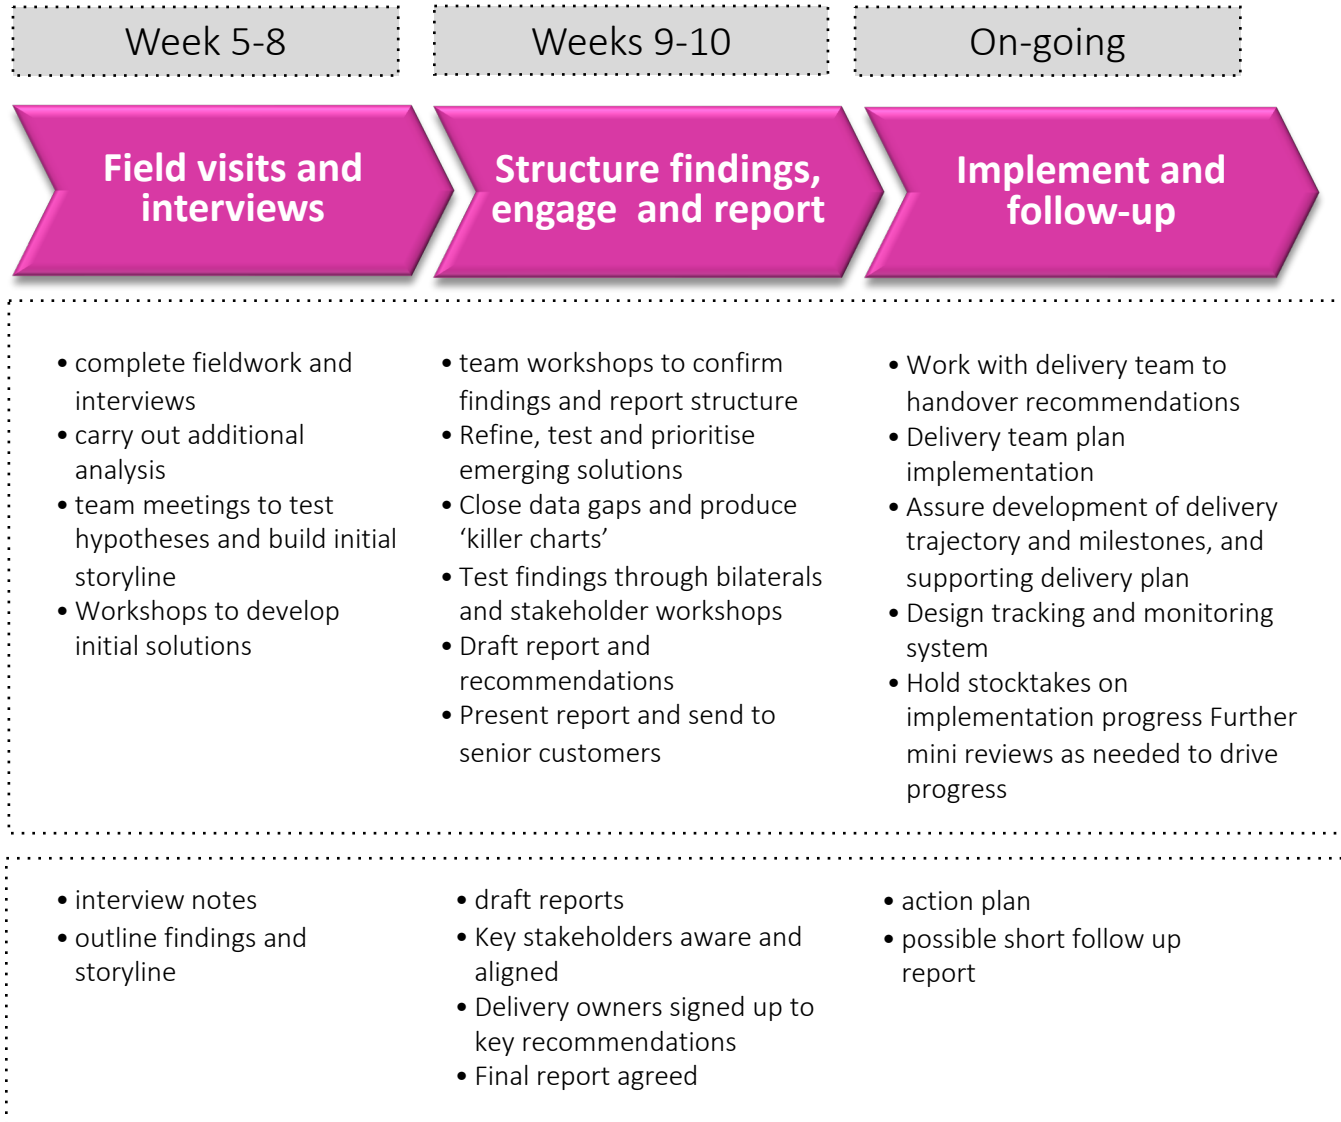 Week 5-8
Weeks 9-10
On-going
Field visits and
interviews
Structure findings,
engage  and report
Implement and
follow-up
• complete fieldwork and
interviews
• carry out additional
analysis
• team meetings to test
hypotheses and build initial
storyline
• Workshops to develop
initial solutions
• team workshops to confirm
findings and report structure
• Refine, test and prioritise
emerging solutions
• Close data gaps and produce
‘killer charts’
• Test findings through bilaterals
and stakeholder workshops
• Draft report and
recommendations
• Present report and send to
senior customers
• Work with delivery team to
handover recommendations
• Delivery team plan
implementation
• Assure development of delivery
trajectory and milestones, and
supporting delivery plan
• Design tracking and monitoring
system
• Hold stocktakes on
implementation progress Further
mini reviews as needed to drive
progress
• interview notes
• outline findings and
storyline
• draft reports
• Key stakeholders aware and
aligned
• Delivery owners signed up to
key recommendations
• Final report agreed
• action plan
• possible short follow up
report